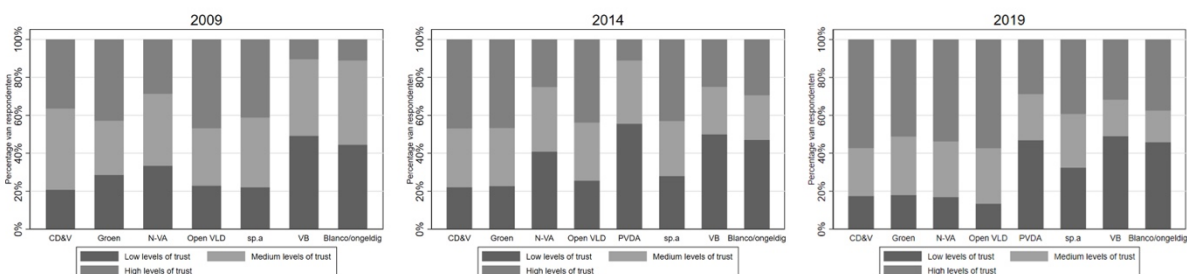 2009
Percentage van respondenten
100%
80%
60%
40%
20%
0%
CD&V Groen N-VA Open VLD sp.a VB Blanco/ongeldig
Low levels of trust Medium levels of trust
High levels of trust
2014
Percentage van respondenten
100%
80%
60%
40%
20%
0%
CD&V Groen N-VA Open VLD PVDA sp.a VB Blanco/ongeldig
Low levels of trust Medium levels of trust
High levels of trust
2019
Percentage van respondenten
100%
80%
60%
40%
20%
0%
CD&V Groen N-VA Open VLD PVDA sp.a VB Blanco/ongeldig
Low levels of trust Medium levels of trust
High levels of trust